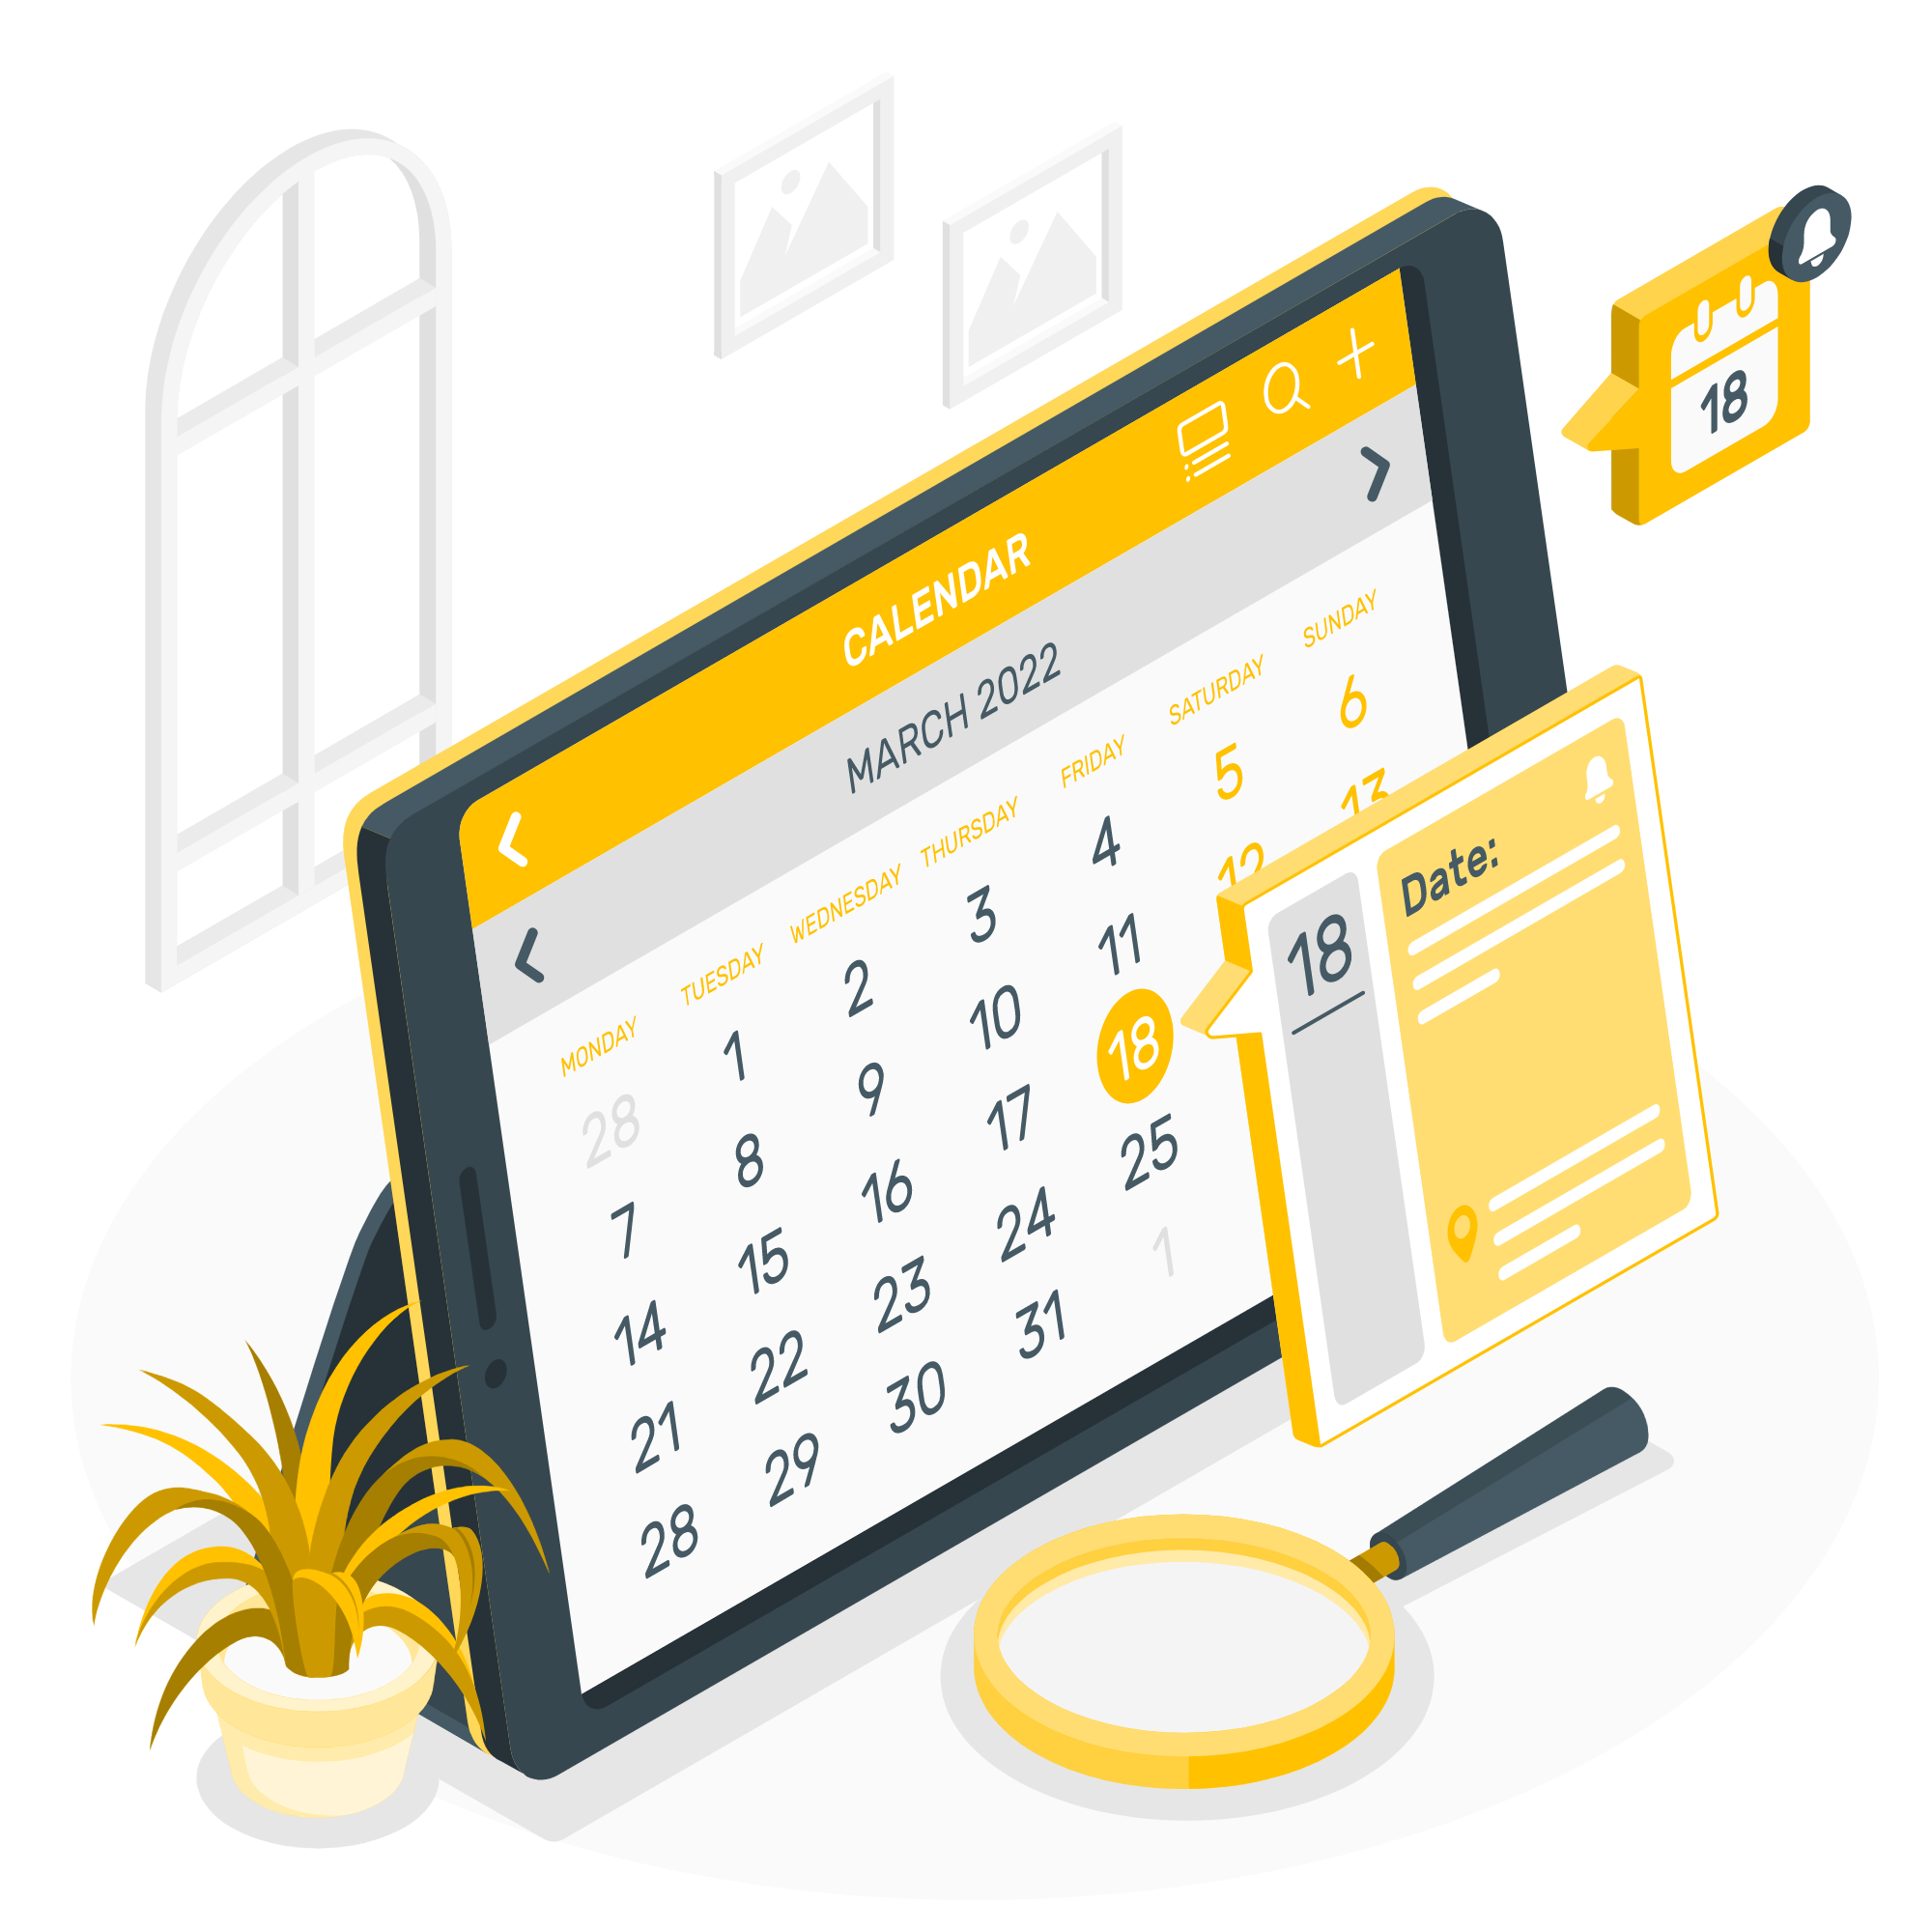 18
CALENDAR
MARCH 2022
MONDAY TUESDAY WEDNESDAY THURSDAY FRIDAY SATURDAY SUNDAY
28 1 2 3 4 5 6
7 8 9 10 11 12 13
14 15 16 17 18
21 22 23 24 25
28 29 30 31 1
18
Date: